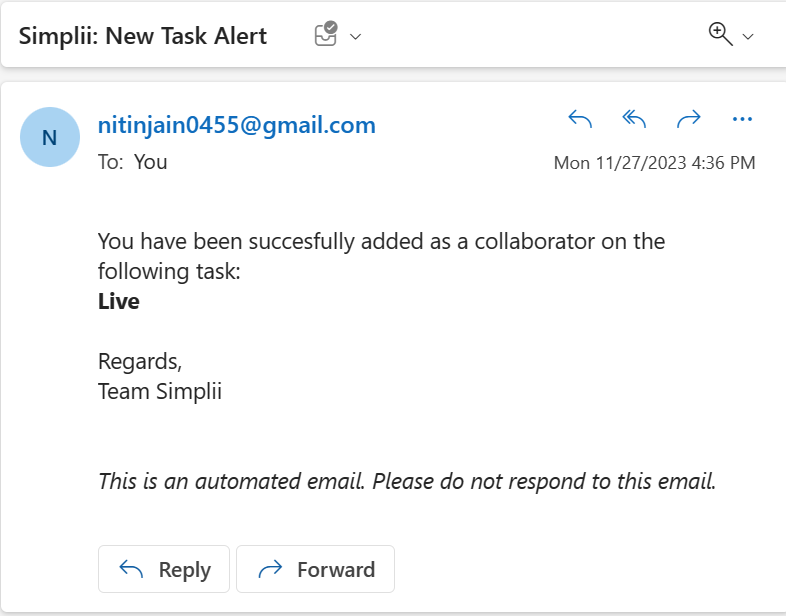 Simplii: New Task Alert
N
nitinjain0455@gmail.com
To: You
Mon 11/27/2023 4:36 PM
You have been succesfully added as a collaborator on the
following task:
Live
Regards,
Team Simplii
This is an automated email. Please do not respond to this email.
Reply
Forward